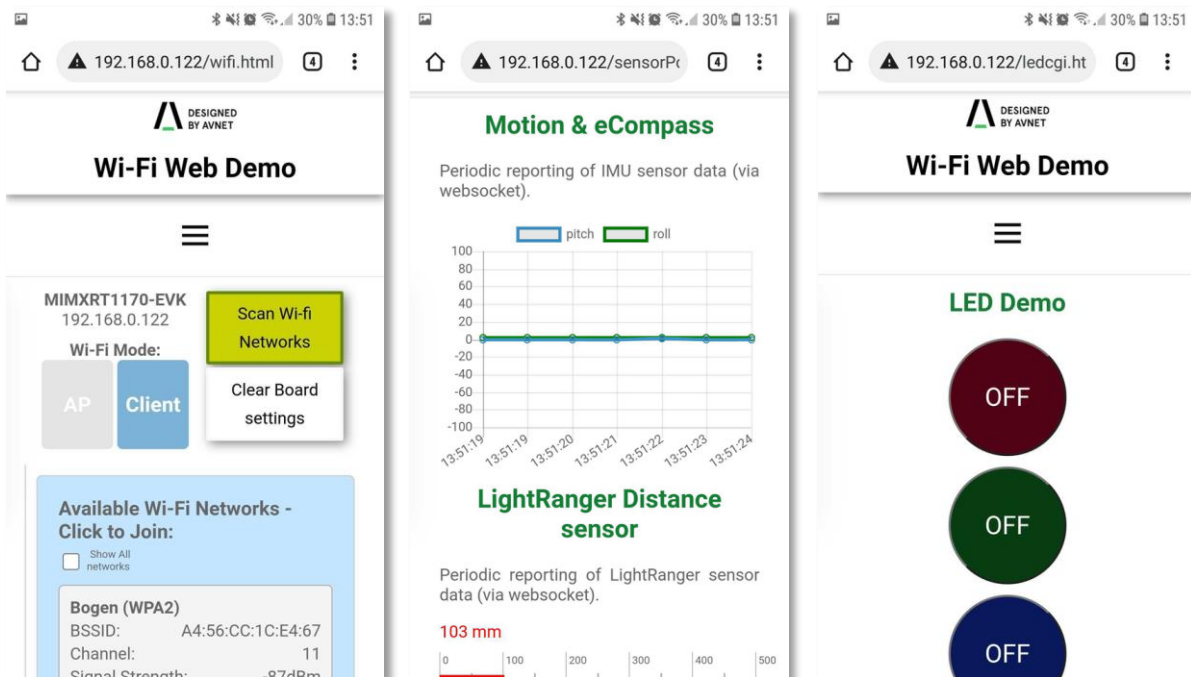 30% 13:51
192.168.0.122/wifi.html
4
DESIGNED
BY AVNET
Wi-Fi Web Demo
MIMXRT1170-EVK
192.168.0.122
Wi-Fi Mode:
AP
Client
Scan Wi-fi
Networks
Clear Board
settings
Available Wi-Fi Networks -
Click to Join:
Show All
networks
Bogen (WPA2)
BSSID: A4:56:CC:1C:E4:67
Channel: 11
Signal Strength: -87dBm
30% 13:51
192.168.0.122/sensorPo
4
Motion & eCompass
Periodic reporting of IMU sensor data (via
websocket).
pitch roll
100
80
60
40
20
0
-20
-40
-60
-80
-100
13:51:19 13:51:19 13:51:20 13:51:21 13:51:22 13:51:23 13:51:24
LightRanger Distance
sensor
Periodic reporting of LightRanger sensor
data (via websocket).
103 mm
0 100 200 300 400 500
30% 13:51
192.168.0.122/ledcgi.ht
4
DESIGNED
BY AVNET
Wi-Fi Web Demo
LED Demo
OFF
OFF
OFF